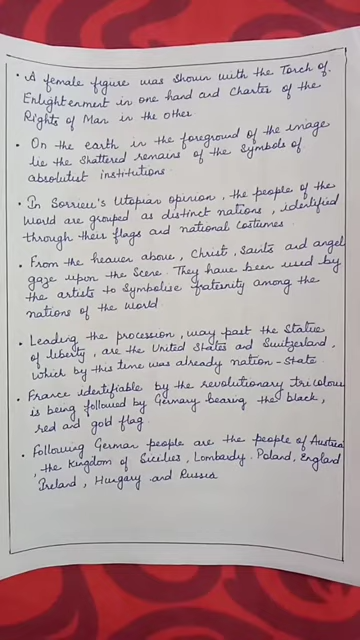 • A female figure was shown with the Torch of
Enlightenment in one hand and Charter of the
Rights of Man in the other
• On the earth in the foreground of the image
lie the shattered remains of the symbols of
absolutist institutions.
• In Sorrieu's Utopian opinion, the people of the
world are grouped as distinct nations, identified
through their flags and national costumes.
• From the heaven above, Christ, Saints and angel
gaze upon the scene. They have been used by
the artists to symbolise fraternity among the
nations of the world.
• Leading the procession, way past the Statue
of liberty, are the United States and Switzerland,
which by this time was already nation-state.
• France identifiable by the revolutionary tricolour
is being followed by Germany bearing the black,
red and gold flag.
• Following German people are the people of Austria
, the Kingdom of Sicilies, Lombardy. Poland, England
Ireland, Hungary and Russia